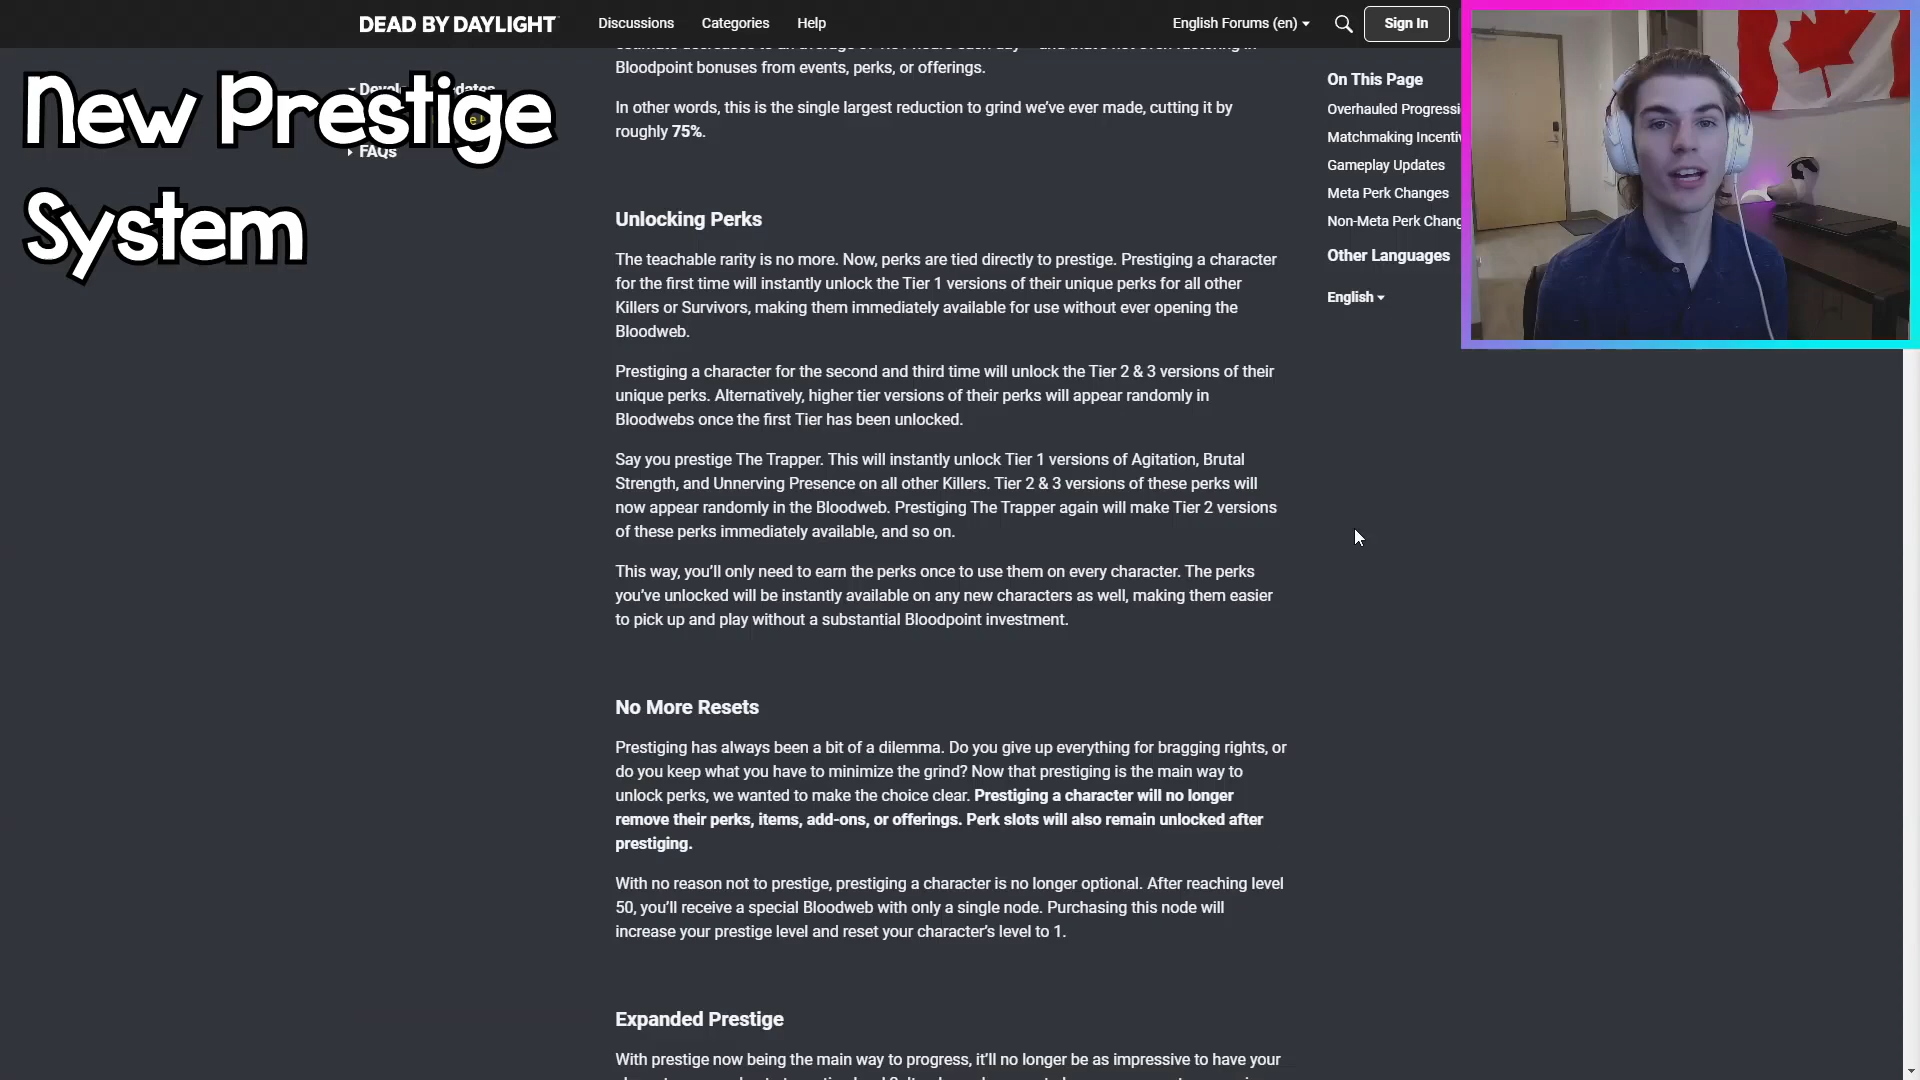 DEAD BY DAYLIGHT
Discussions
Categories
Help
English Forums (en)
Sign In
New Prestige
System
FAQs
Bloodpoint bonuses from events, perks, or offerings.
In other words, this is the single largest reduction to grind we've ever made, cutting it by
roughly 75%.
Unlocking Perks
The teachable rarity is no more. Now, perks are tied directly to prestige. Prestiging a character
for the first time will instantly unlock the Tier 1 versions of their unique perks for all other
Killers or Survivors, making them immediately available for use without ever opening the
Bloodweb.
Prestiging a character for the second and third time will unlock the Tier 2 & 3 versions of their
unique perks. Alternatively, higher tier versions of their perks will appear randomly in
Bloodwebs once the first Tier has been unlocked.
Say you prestige The Trapper. This will instantly unlock Tier 1 versions of Agitation, Brutal
Strength, and Unnerving Presence on all other Killers. Tier 2 & 3 versions of these perks will
now appear randomly in the Bloodweb. Prestiging The Trapper again will make Tier 2 versions
of these perks immediately available, and so on.
This way, you'll only need to earn the perks once to use them on every character. The perks
you've unlocked will be instantly available on any new characters as well, making them easier
to pick up and play without a substantial Bloodpoint investment.
No More Resets
Prestiging has always been a bit of a dilemma. Do you give up everything for bragging rights, or
do you keep what you have to minimize the grind? Now that prestiging is the main way to
unlock perks, we wanted to make the choice clear. Prestiging a character will no longer
remove their perks, items, add-ons, or offerings. Perk slots will also remain unlocked after
prestiging.
With no reason not to prestige, prestiging a character is no longer optional. After reaching level
50, you'll receive a special Bloodweb with only a single node. Purchasing this node will
increase your prestige level and reset your character's level to 1.
Expanded Prestige
With prestige now being the main way to progress, it'll no longer be as impressive to have your
On This Page
Overhauled Progressi
Matchmaking Incentiv
Gameplay Updates
Meta Perk Changes
Non-Meta Perk Chang
Other Languages
English